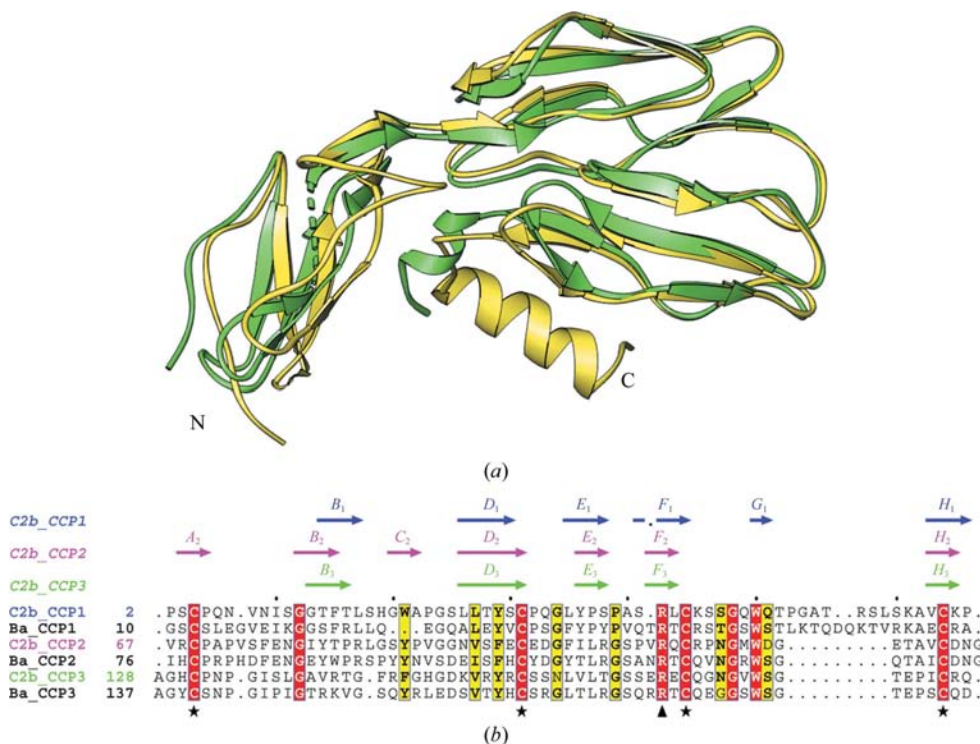 N
C
(a)
C2b_CCP1 B1 D1 E1 F1 G1 H1
C2b_CCP2 A2 B2 C2 D2 E2 F2 H2
C2b_CCP3 B3 D3 E3 F3 H3
C2b_CCP1 2 .PSCPQN.VNISGGTFTLSHGWAPGSLLTYSCPQGLYPSPAS.RLCKSSGQWQTPGAT..RSLSKAVCKP.
Ba_CCP1 10 .GSCSLEGVEIKGGSFRLLQ...EGQALEYVCPSGFYPYPVQTRTCRSTGSWSTLKTQDQKTVRKAECRA.
C2b_CCP2 67 .VRCPAPVSFENGIYTPRLGSYPVGGNVSFECEDGFILRGSPVRQCRPNGMWDG.........ETAVCDNG
Ba_CCP2 76 .IHCPRPHDFENGEYWPRSPYYNVSDEISFHCYDGYTLRGSANRTCQVNGRWSG.........QTAICDNG
C2b_CCP3 128 AGHCSNP.GISLGAVRTG.FRFGHGDKVRYRCSSNLVLTGSSERECQGNGVWSG.........TEPICRQ.
Ba_CCP3 137 AGYCSNP.GIPIGTRKVG.SQYRLEDSVTYHCSRGLTLRGSQRRTCQEGGSWSG.........TEPSCQD.
(b)